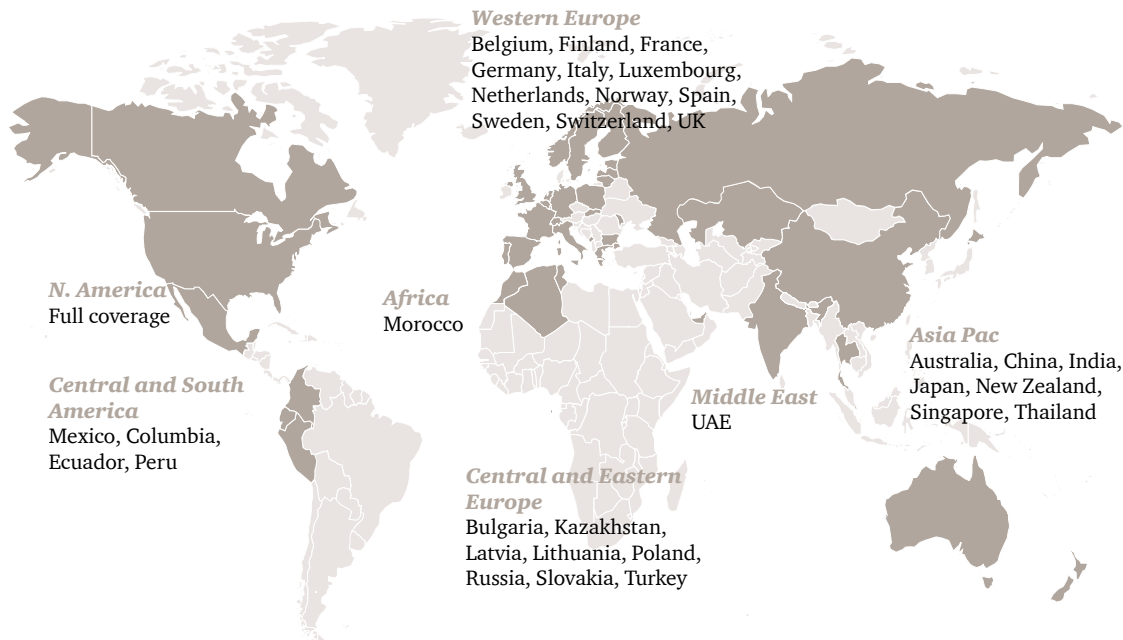 Western Europe
Belgium, Finland, France,
Germany, Italy, Luxembourg,
Netherlands, Norway, Spain,
Sweden, Switzerland, UK
N. America
Full coverage
Africa
Morocco
Asia Pac
Australia, China, India,
Japan, New Zealand,
Singapore, Thailand
Central and South
America
Mexico, Columbia,
Ecuador, Peru
Middle East
UAE
Central and Eastern
Europe
Bulgaria, Kazakhstan,
Latvia, Lithuania, Poland,
Russia, Slovakia, Turkey